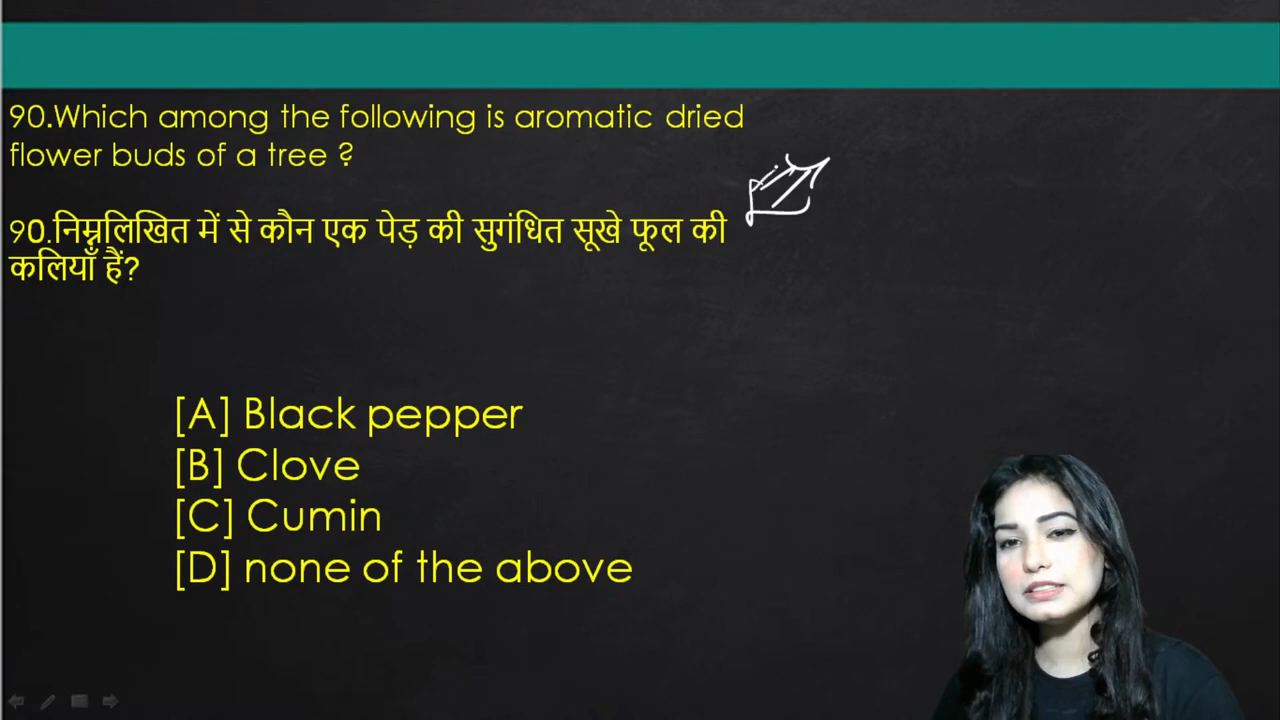 90.Which among the following is aromatic dried
flower buds of a tree ?
90.निम्नलिखित में से कौन एक पेड़ की सुगंधित सूखे फूल की
कलियाँ हैं?
[A] Black pepper
[B] Clove
[C] Cumin
[D] none of the above